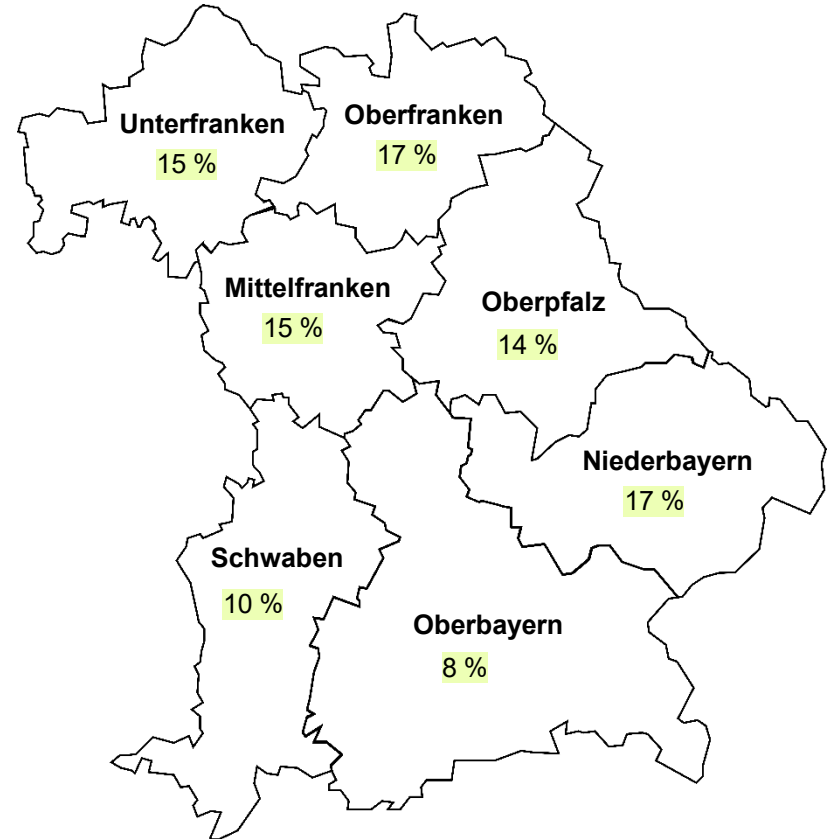 Unterfranken
15 %
Oberfranken
17 %
Mittelfranken
15 %
Oberpfalz
14 %
Niederbayern
17 %
Schwaben
10 %
Oberbayern
8 %